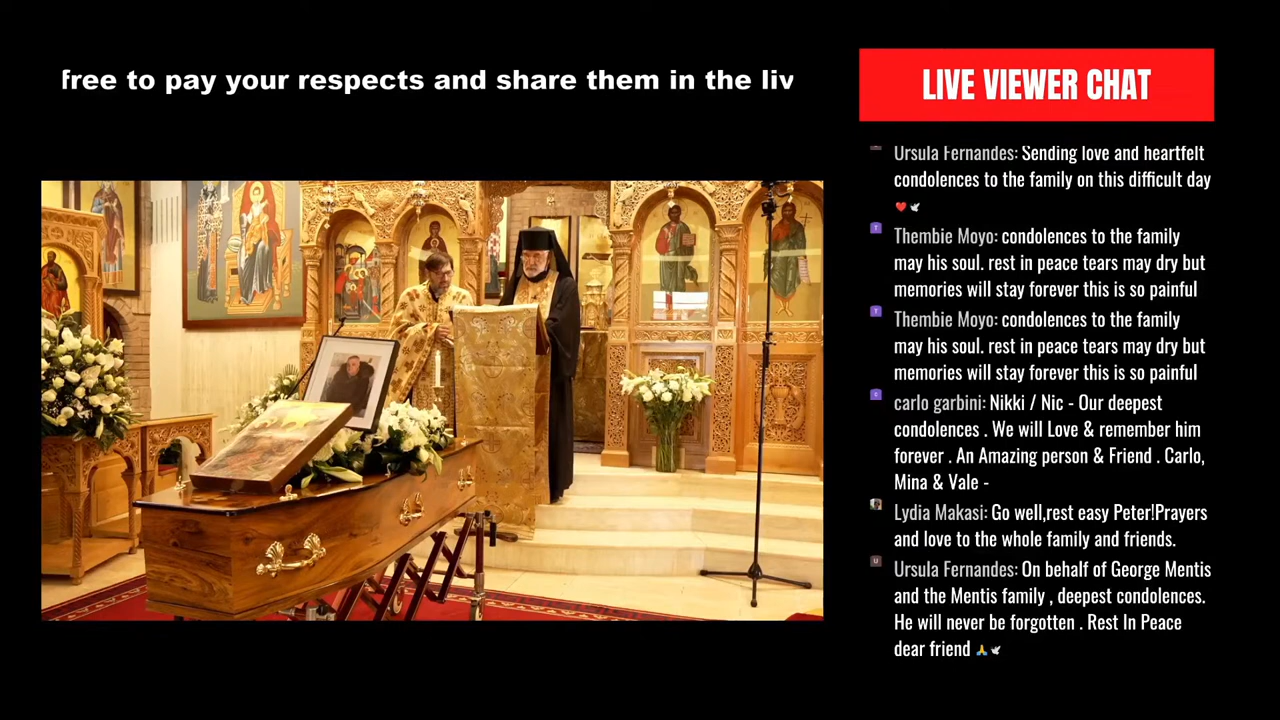 free to pay your respects and share them in the liv
LIVE VIEWER CHAT
Ursula Fernandes: Sending love and heartfelt
condolences to the family on this difficult day
❤️🕊
Thembie Moyo: condolences to the family
may his soul. rest in peace tears may dry but
memories will stay forever this is so painful
Thembie Moyo: condolences to the family
may his soul. rest in peace tears may dry but
memories will stay forever this is so painful
carlo garbini: Nikki / Nic - Our deepest
condolences . We will Love & remember him
forever . An Amazing person & Friend . Carlo,
Mina & Vale -
Lydia Makasi: Go well,rest easy Peter!Prayers
and love to the whole family and friends.
Ursula Fernandes: On behalf of George Mentis
and the Mentis family , deepest condolences.
He will never be forgotten . Rest In Peace
dear friend 🙏🕊